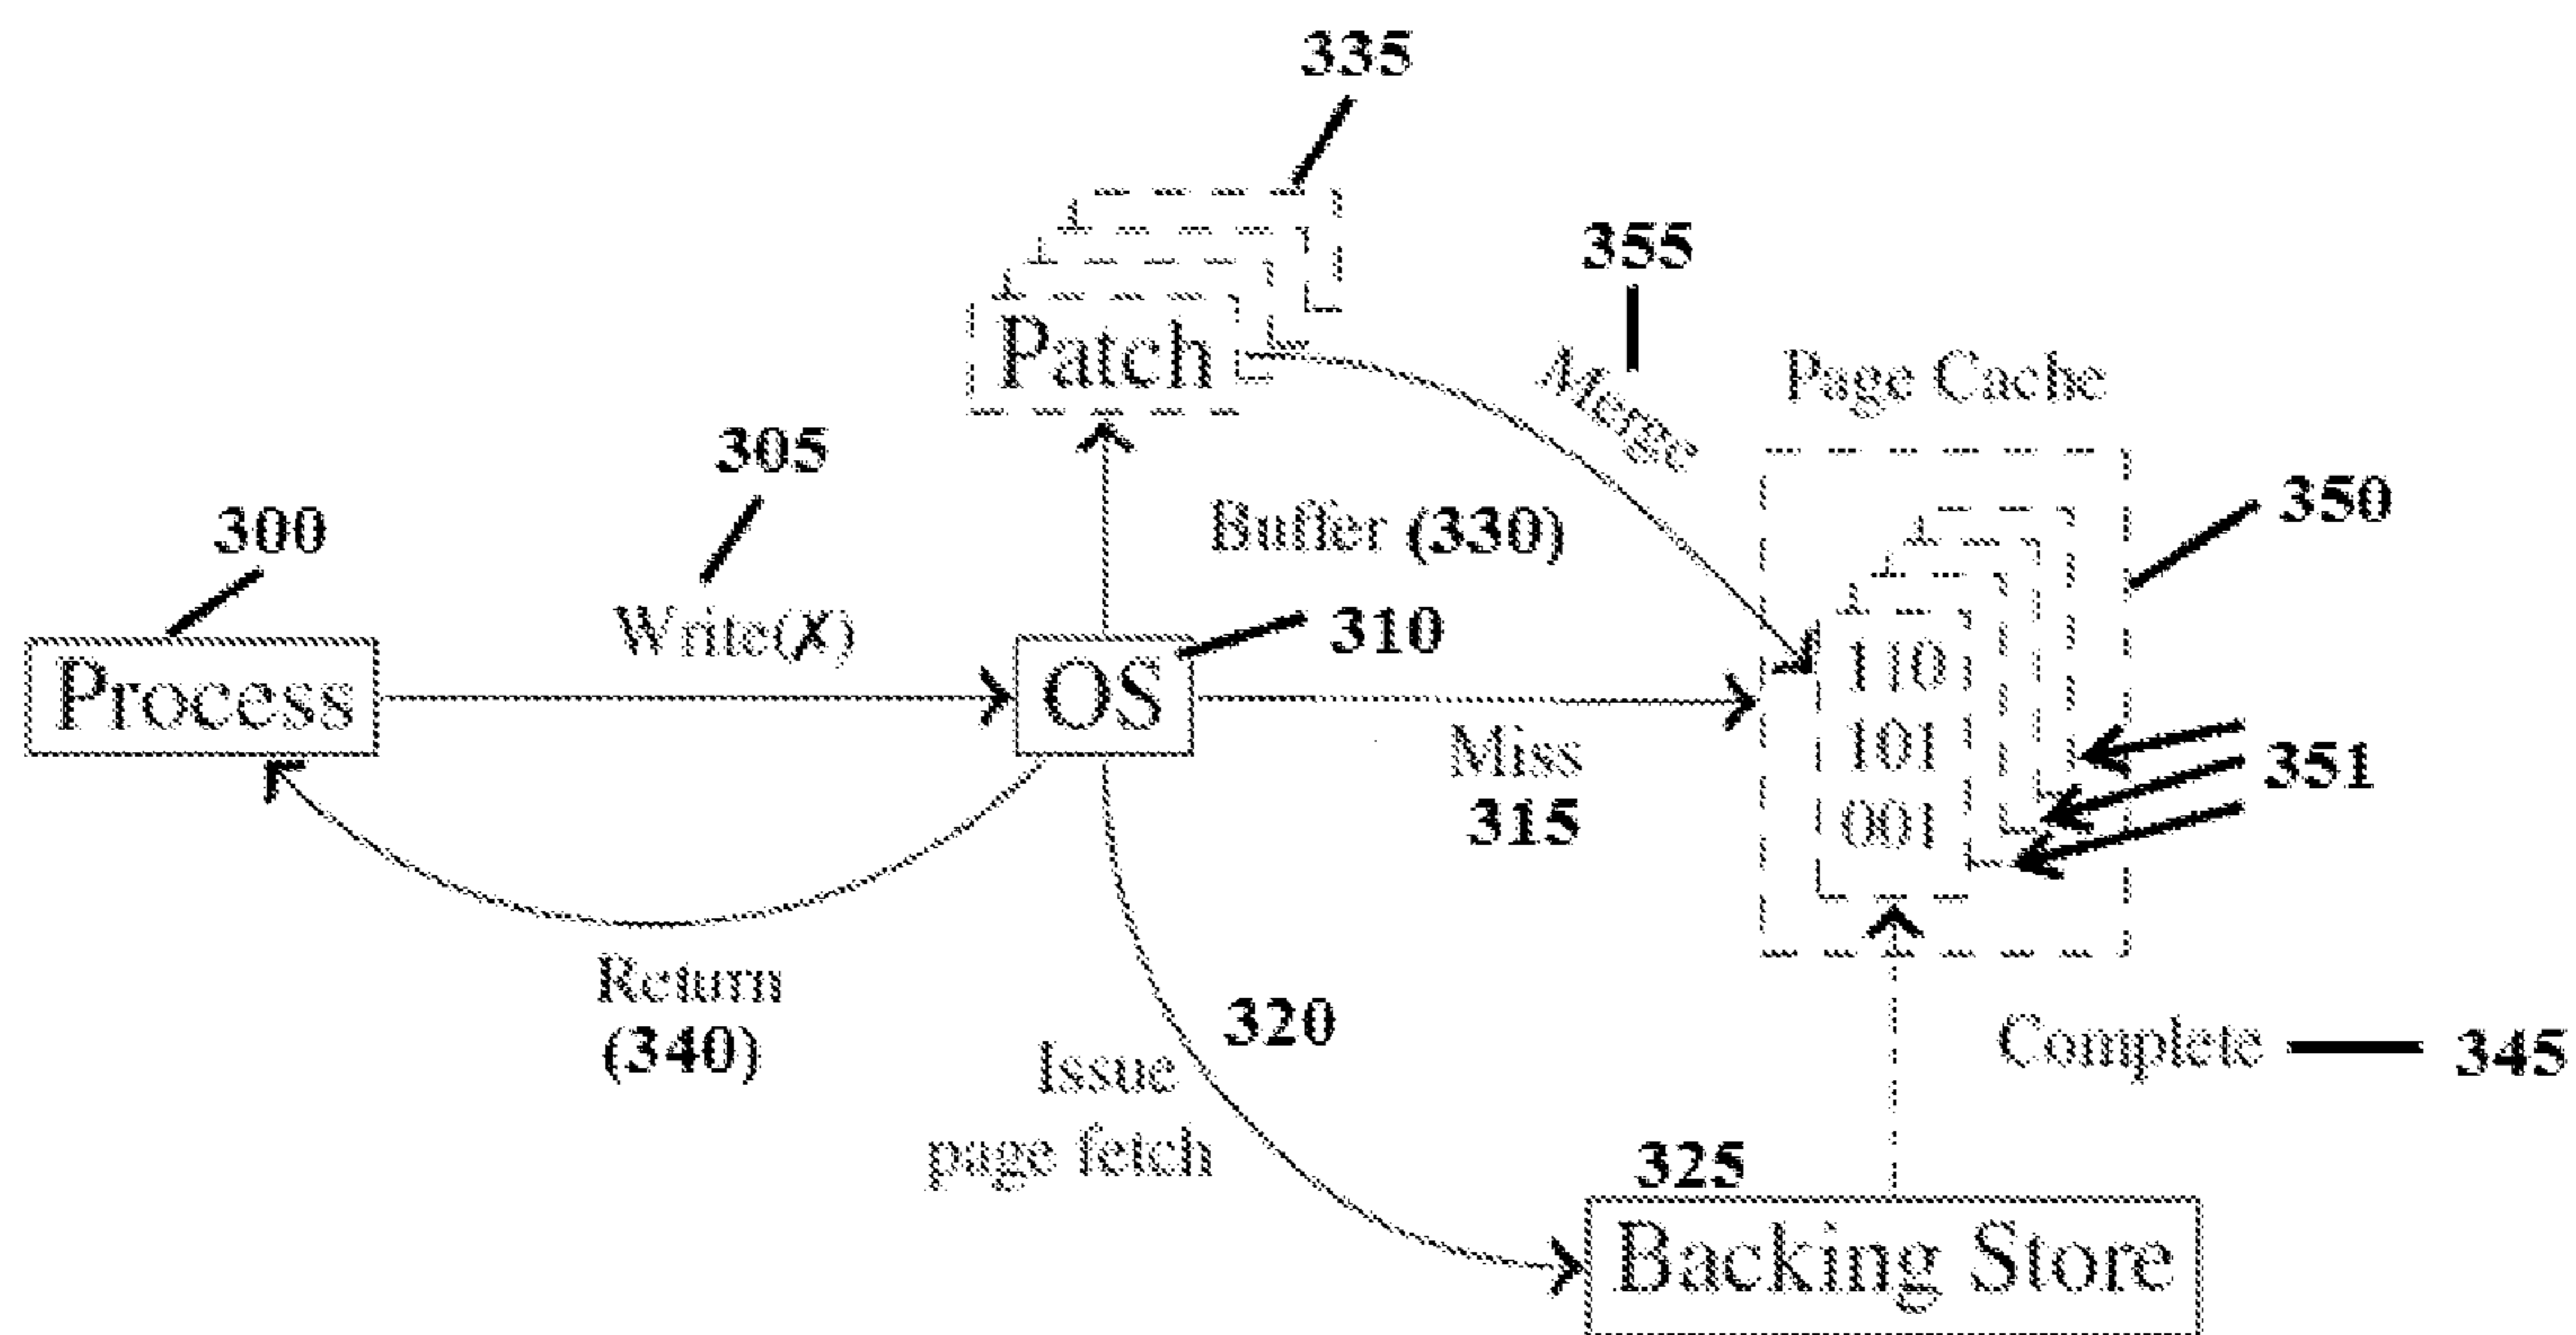 335
355
Patch
Merge
Page Cache
305
300
350
Buffer (330)
Write(X)
310
Process
OS
110
101
001
Miss
315
351
Return
(340)
320
Issue
page fetch
Complete
345
325
Backing Store